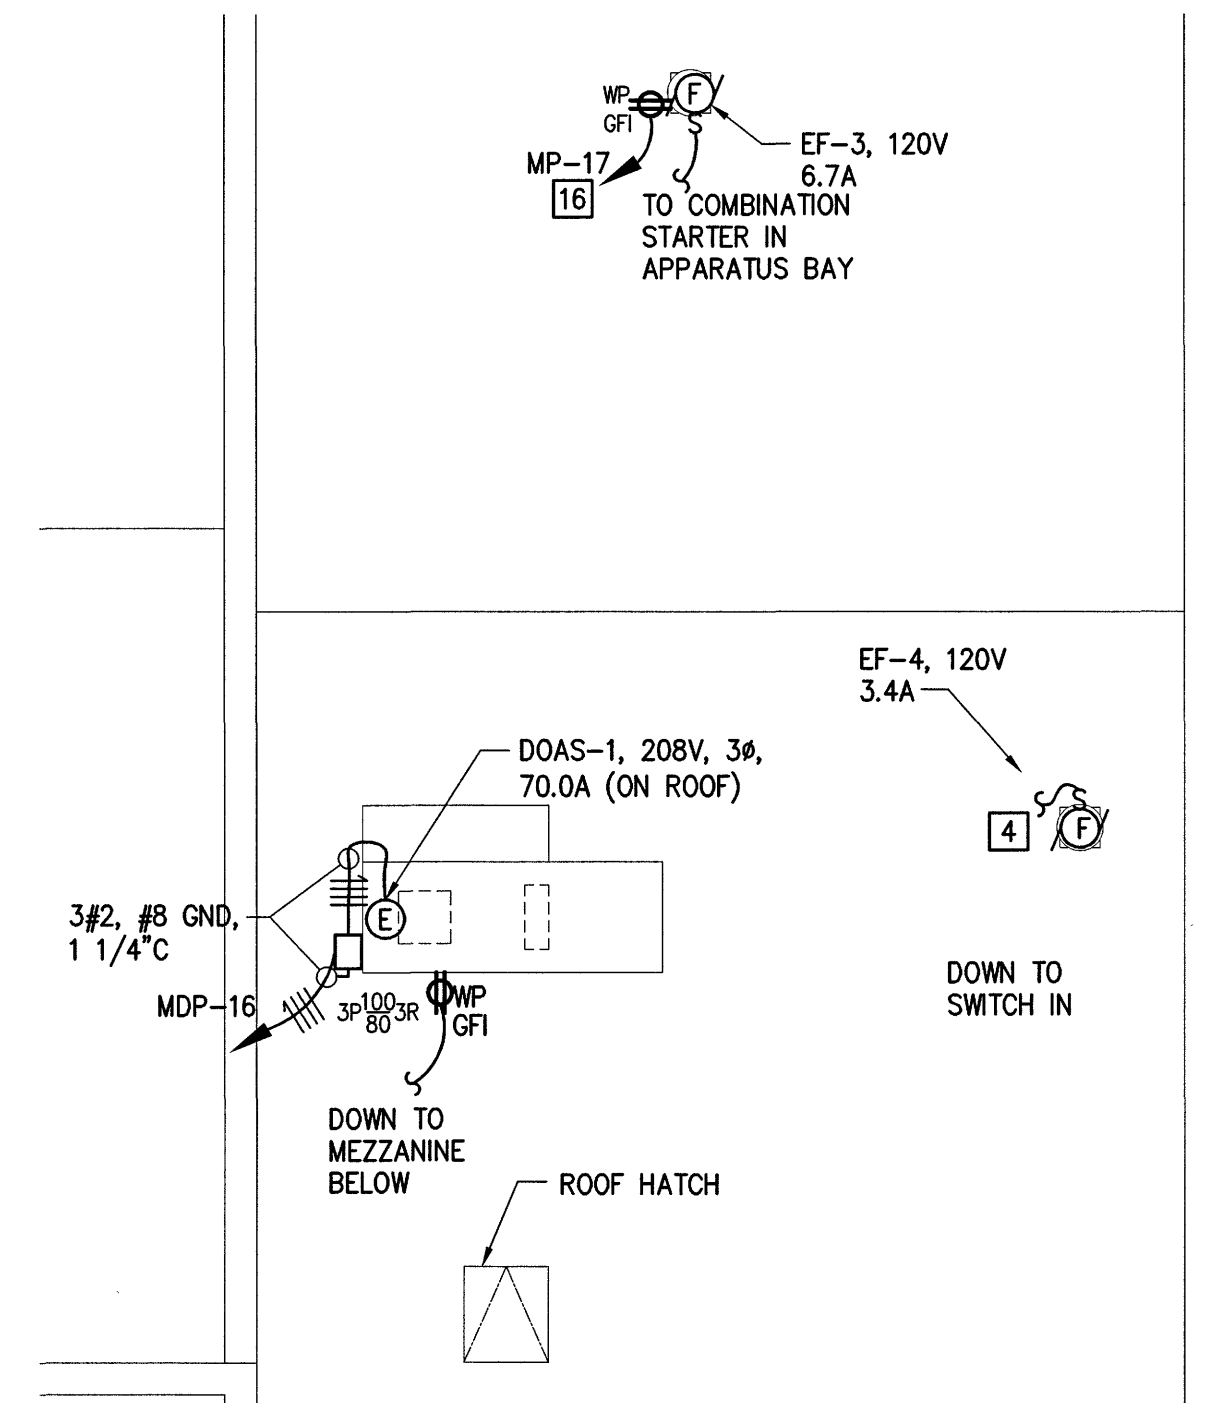 WP
GFI
F
EF-3, 120V
6.7A
MP-17
16
TO COMBINATION
STARTER IN
APPARATUS BAY
EF-4, 120V
3.4A
DOAS-1, 208V, 3ø,
70.0A (ON ROOF)
4
F
3#2, #8 GND,
1 1/4"C
E
DOWN TO
SWITCH IN
MDP-16
3P 100/80 3R
WP
GFI
DOWN TO
MEZZANINE
BELOW
ROOF HATCH